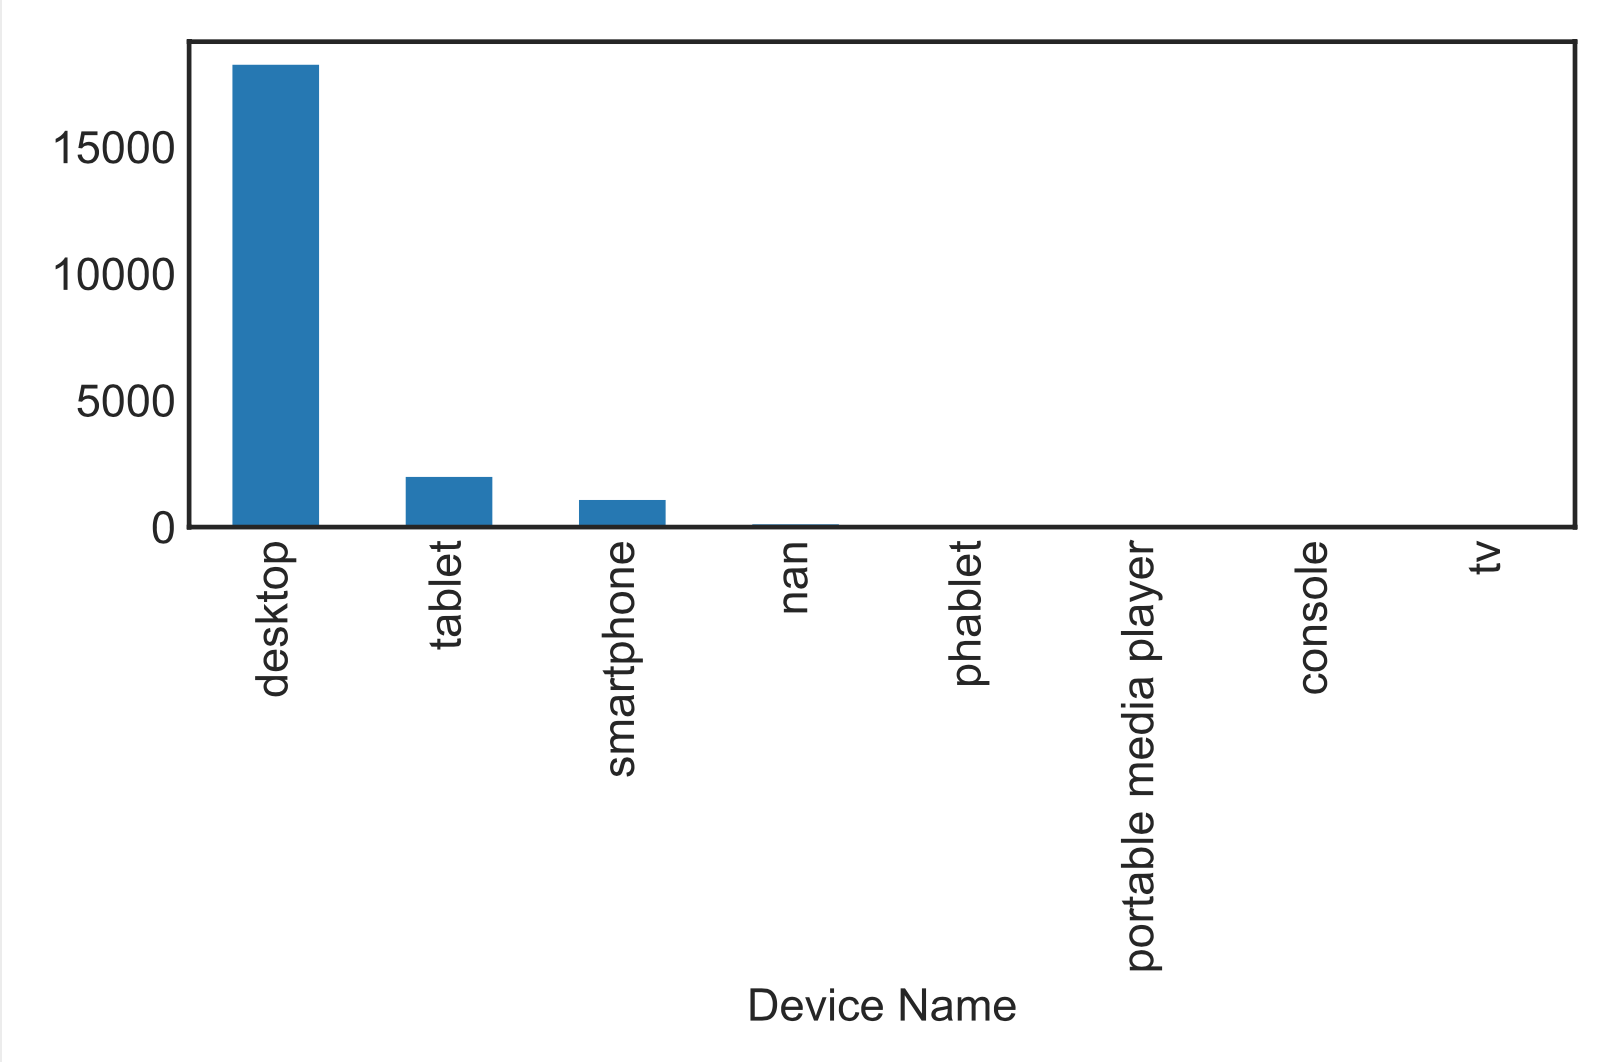 15000
10000
5000
0
desktop
tablet
smartphone
nan
phablet
portable media player
console
tv
Device Name